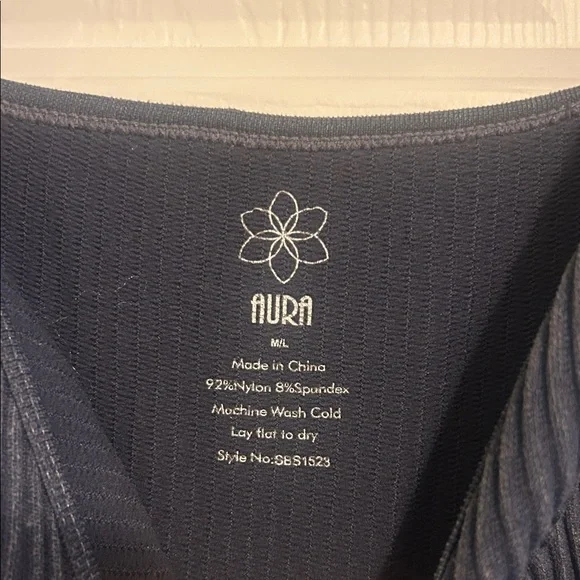 AURA
M/L
Made in China
92%Nylon 8%Spandex
Machine Wash Cold
Lay flat to dry
Style No:SBS1523